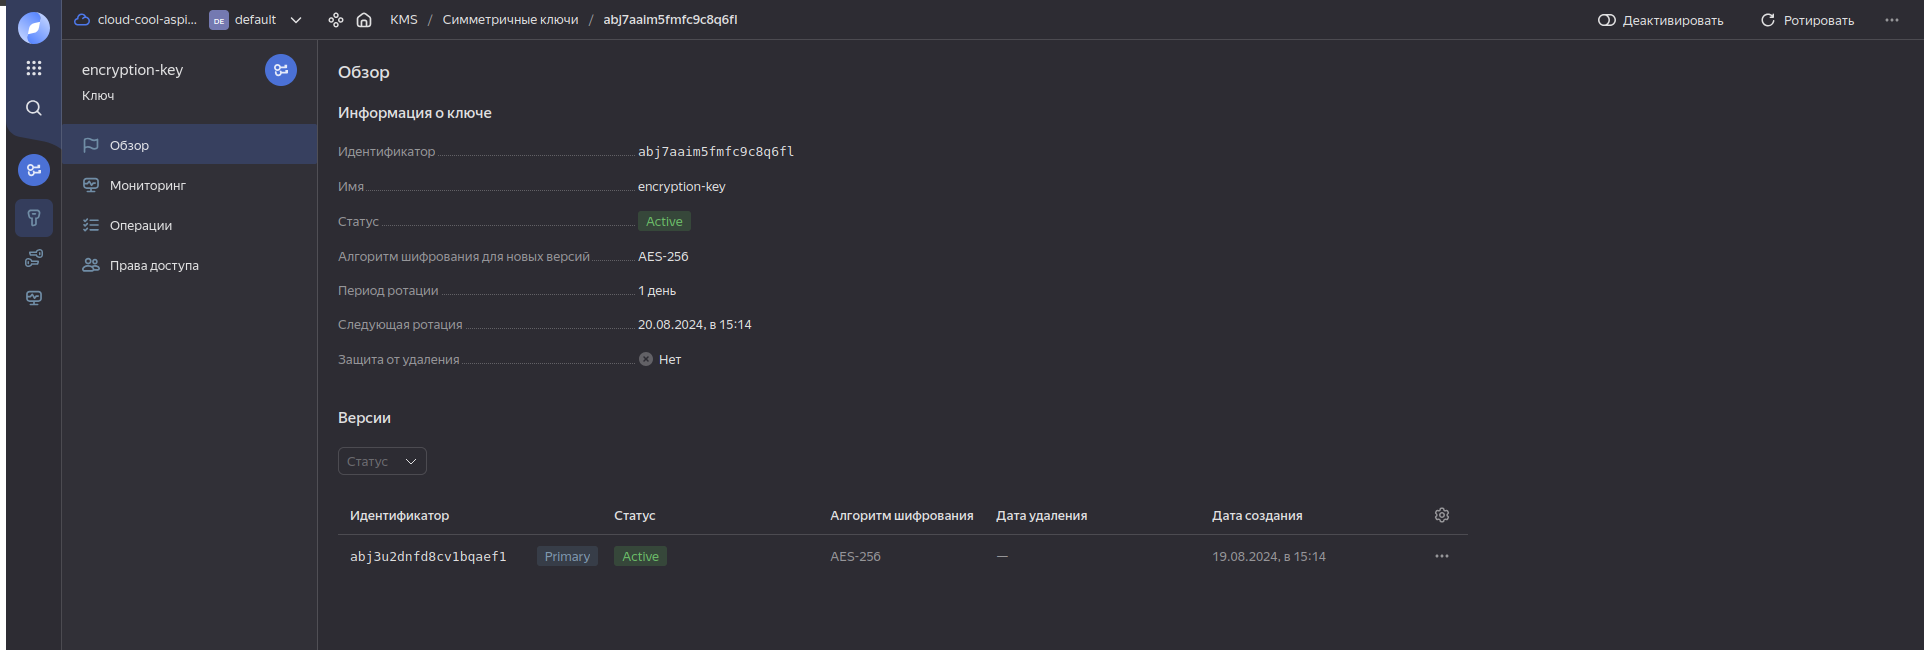 cloud-cool-aspi... DE default KMS / Симметричные ключи / abj7aaim5fmfc9c8q6fl Деактивировать Ротировать
encryption-key
Ключ
Обзор
Мониторинг
Операции
Права доступа
Обзор
Информация о ключе
Идентификатор abj7aaim5fmfc9c8q6fl
Имя encryption-key
Статус Active
Алгоритм шифрования для новых версий AES-256
Период ротации 1 день
Следующая ротация 20.08.2024, в 15:14
Защита от удаления Нет
Версии
Статус
Идентификатор Статус Алгоритм шифрования Дата удаления Дата создания
abj3u2dnfd8cv1bqaef1 Primary Active AES-256 — 19.08.2024, в 15:14